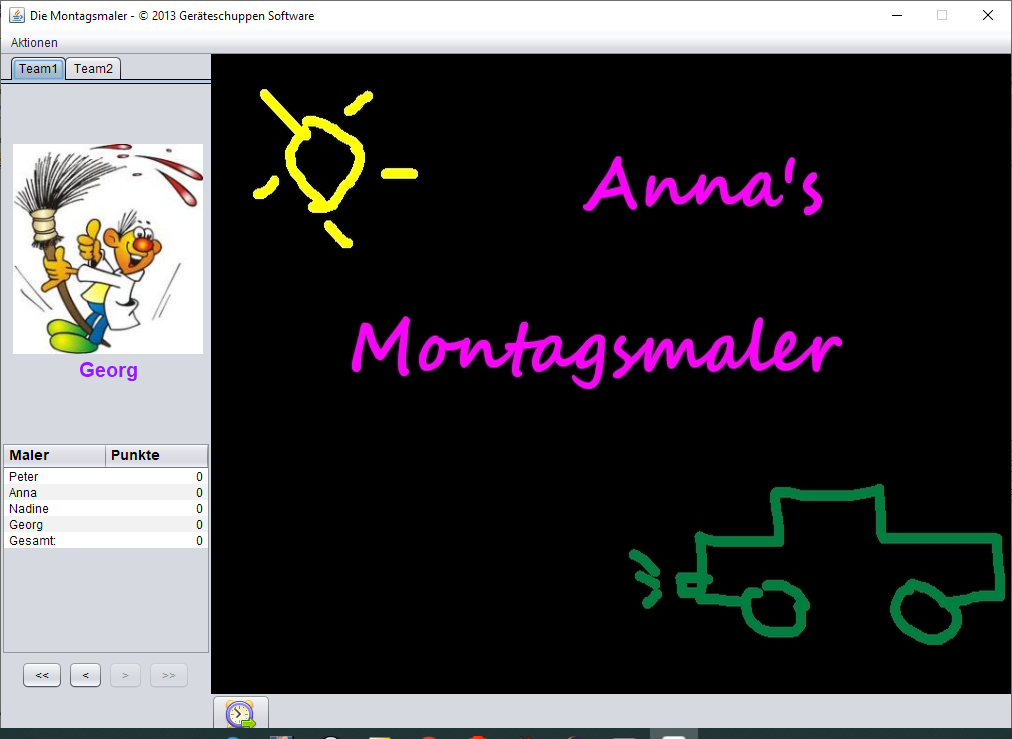 Die Montagsmaler - © 2013 Geräteschuppen Software
Aktionen
Team1 Team2
Anna's
Montagsmaler
Georg
Maler Punkte
Peter 0
Anna 0
Nadine 0
Georg 0
Gesamt: 0
<< < > >>